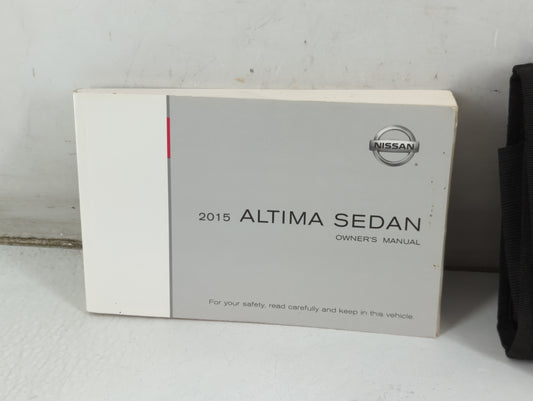 NISSAN
2015 ALTIMA SEDAN
OWNER'S MANUAL
For your safety, read carefully and keep in this vehicle.